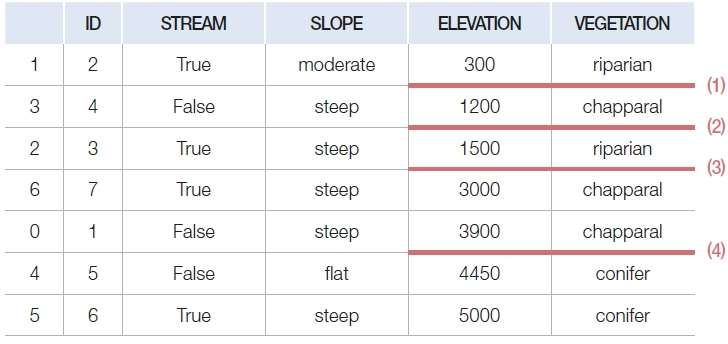 ID STREAM SLOPE ELEVATION VEGETATION
1 2 True moderate 300 riparian
(1)
3 4 False steep 1200 chapparal
(2)
2 3 True steep 1500 riparian
(3)
6 7 True steep 3000 chapparal
0 1 False steep 3900 chapparal
(4)
4 5 False flat 4450 conifer
5 6 True steep 5000 conifer